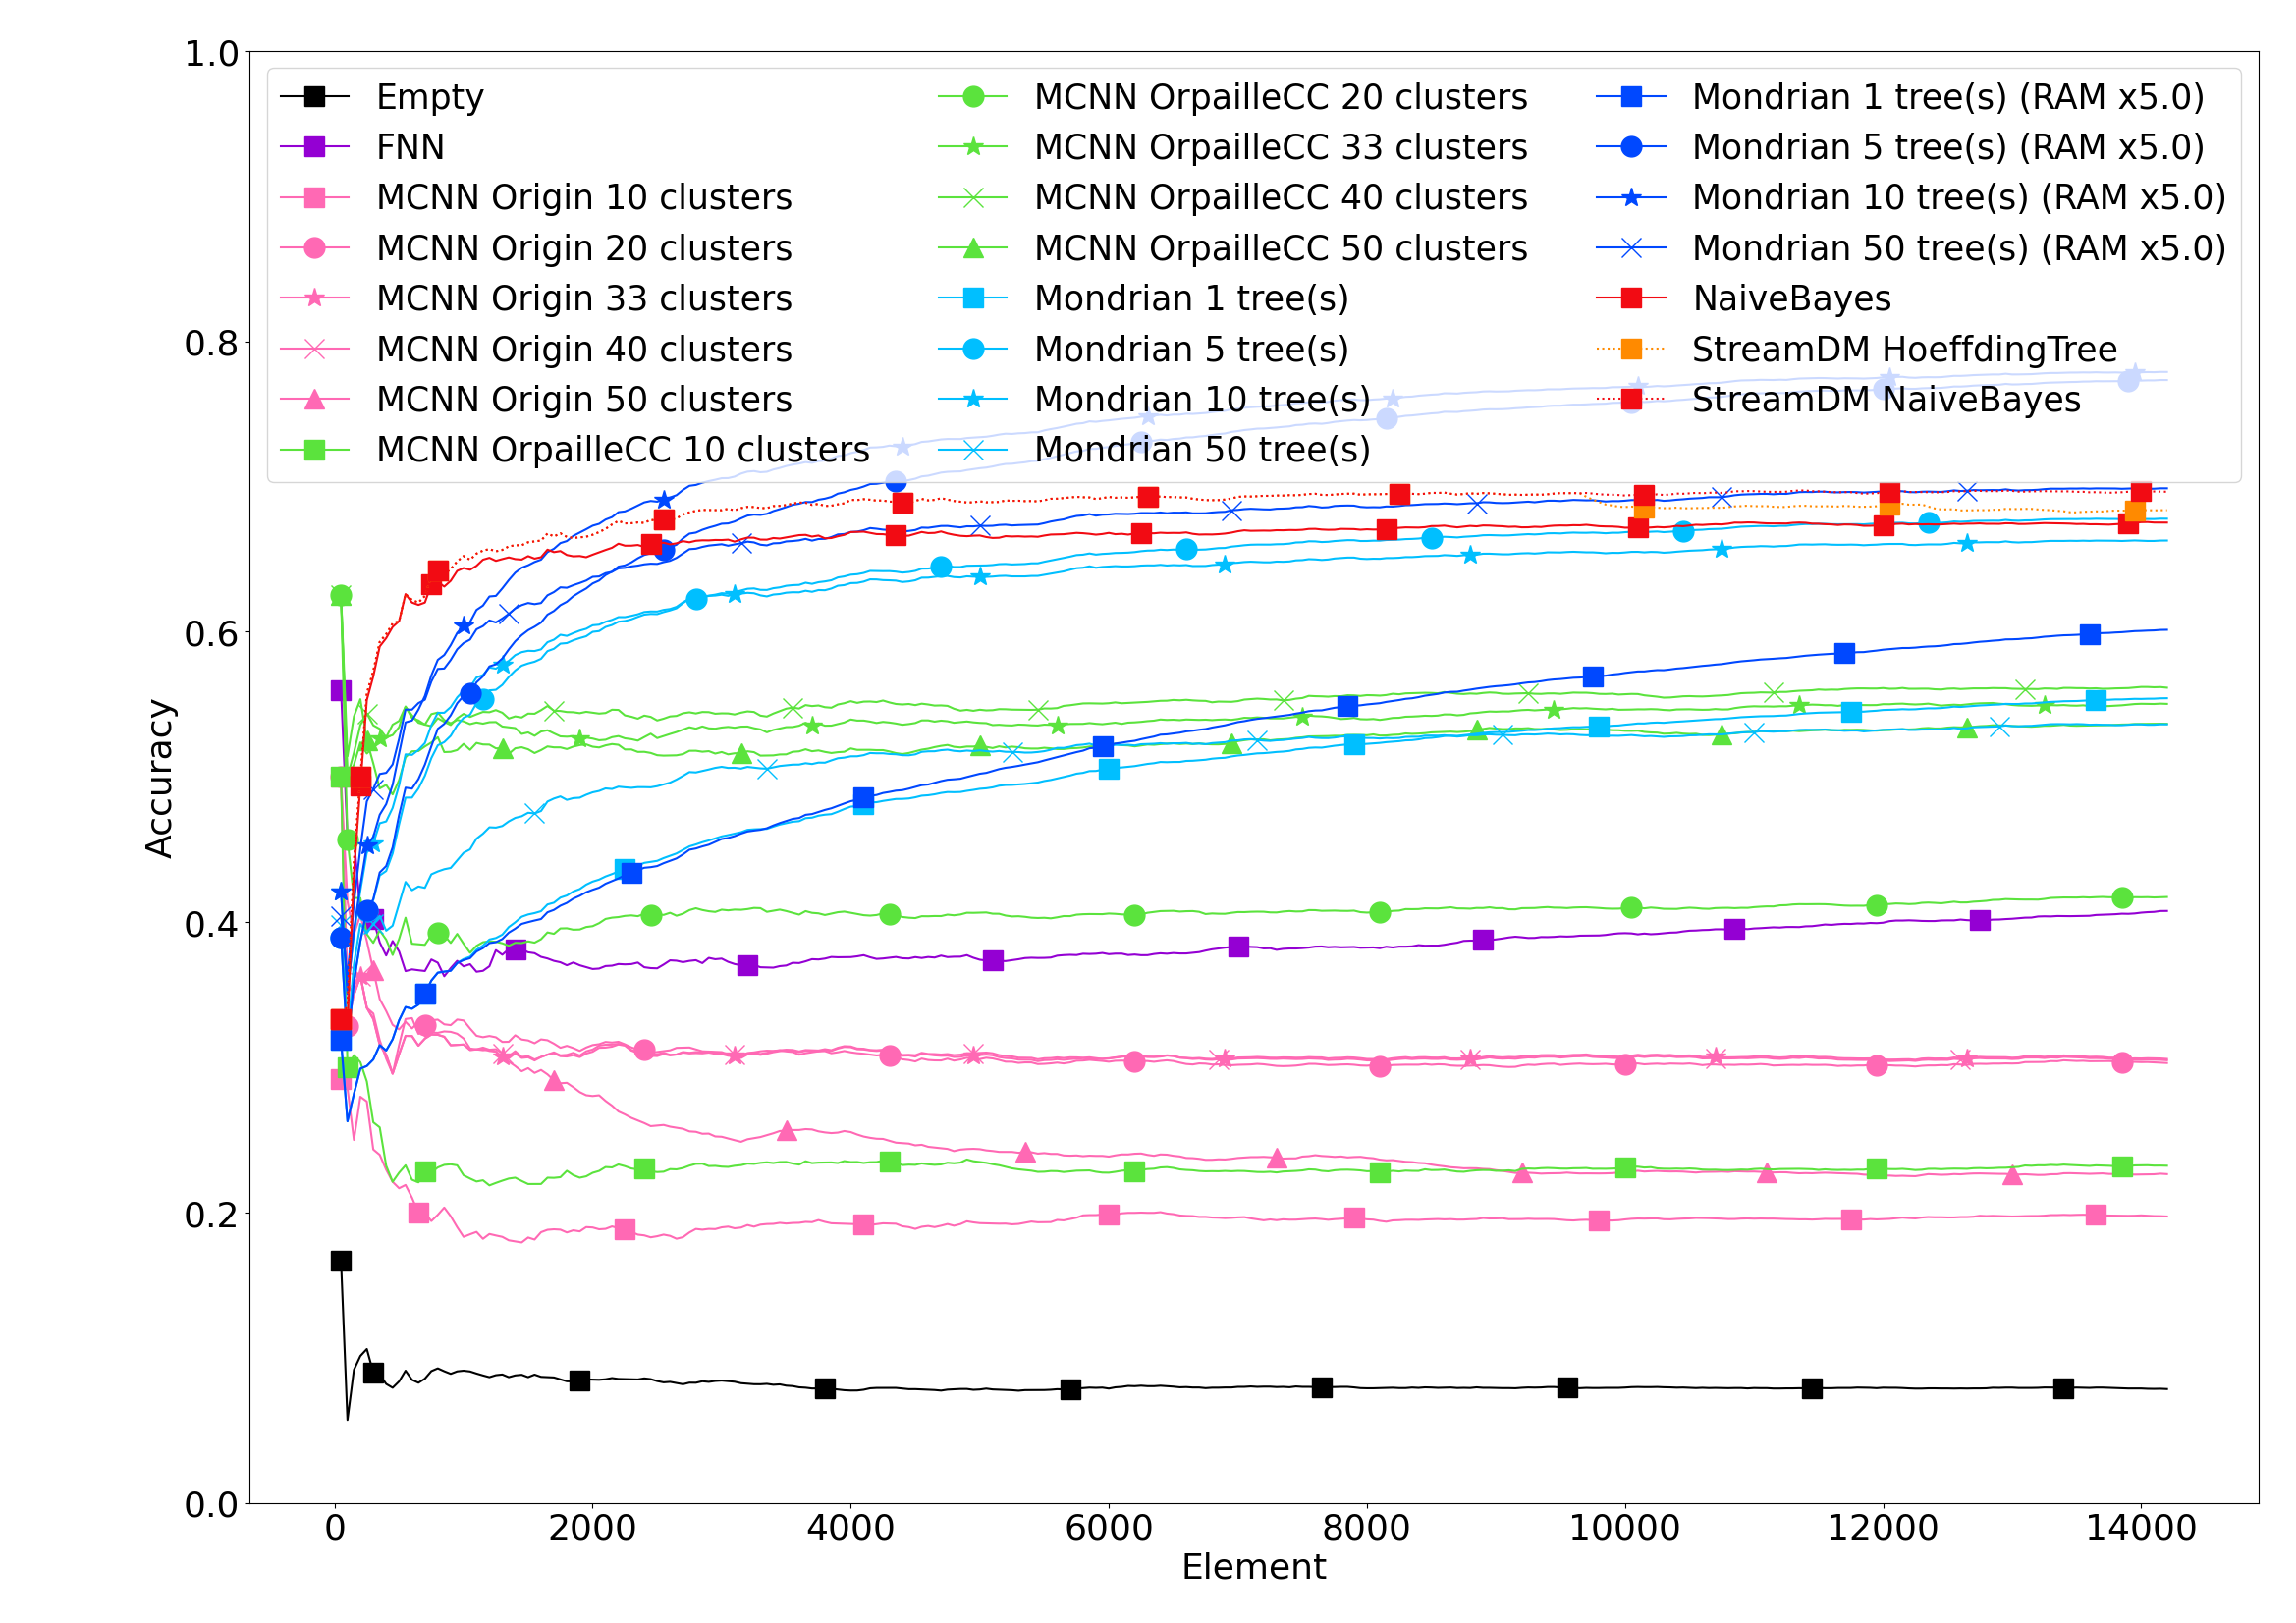 1.0
0.8
0.6
0.4
0.2
0.0
Accuracy
Empty
FNN
MCNN Origin 10 clusters
MCNN Origin 20 clusters
MCNN Origin 33 clusters
MCNN Origin 40 clusters
MCNN Origin 50 clusters
MCNN OrpailleCC 10 clusters
MCNN OrpailleCC 20 clusters
MCNN OrpailleCC 33 clusters
MCNN OrpailleCC 40 clusters
MCNN OrpailleCC 50 clusters
Mondrian 1 tree(s)
Mondrian 5 tree(s)
Mondrian 10 tree(s)
Mondrian 50 tree(s)
Mondrian 1 tree(s) (RAM x5.0)
Mondrian 5 tree(s) (RAM x5.0)
Mondrian 10 tree(s) (RAM x5.0)
Mondrian 50 tree(s) (RAM x5.0)
NaiveBayes
StreamDM HoeffdingTree
StreamDM NaiveBayes
0 2000 4000 6000 8000 10000 12000 14000
Element